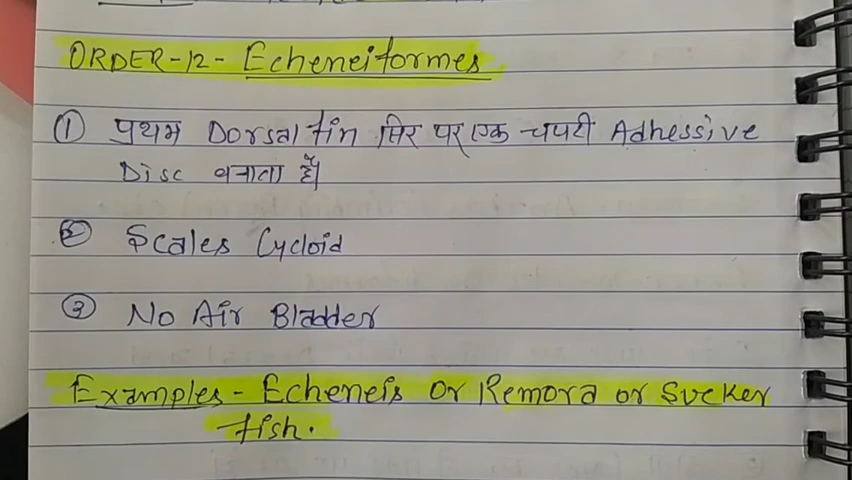 ORDER-12- Echeneiformes
① प्रथम Dorsal fin सिर पर एक चपटी Adhessive
Disc बनाता है।
② Scales Cycloid
③ No Air Bladder
Examples - Echeneis or Remora or Sucker
fish.